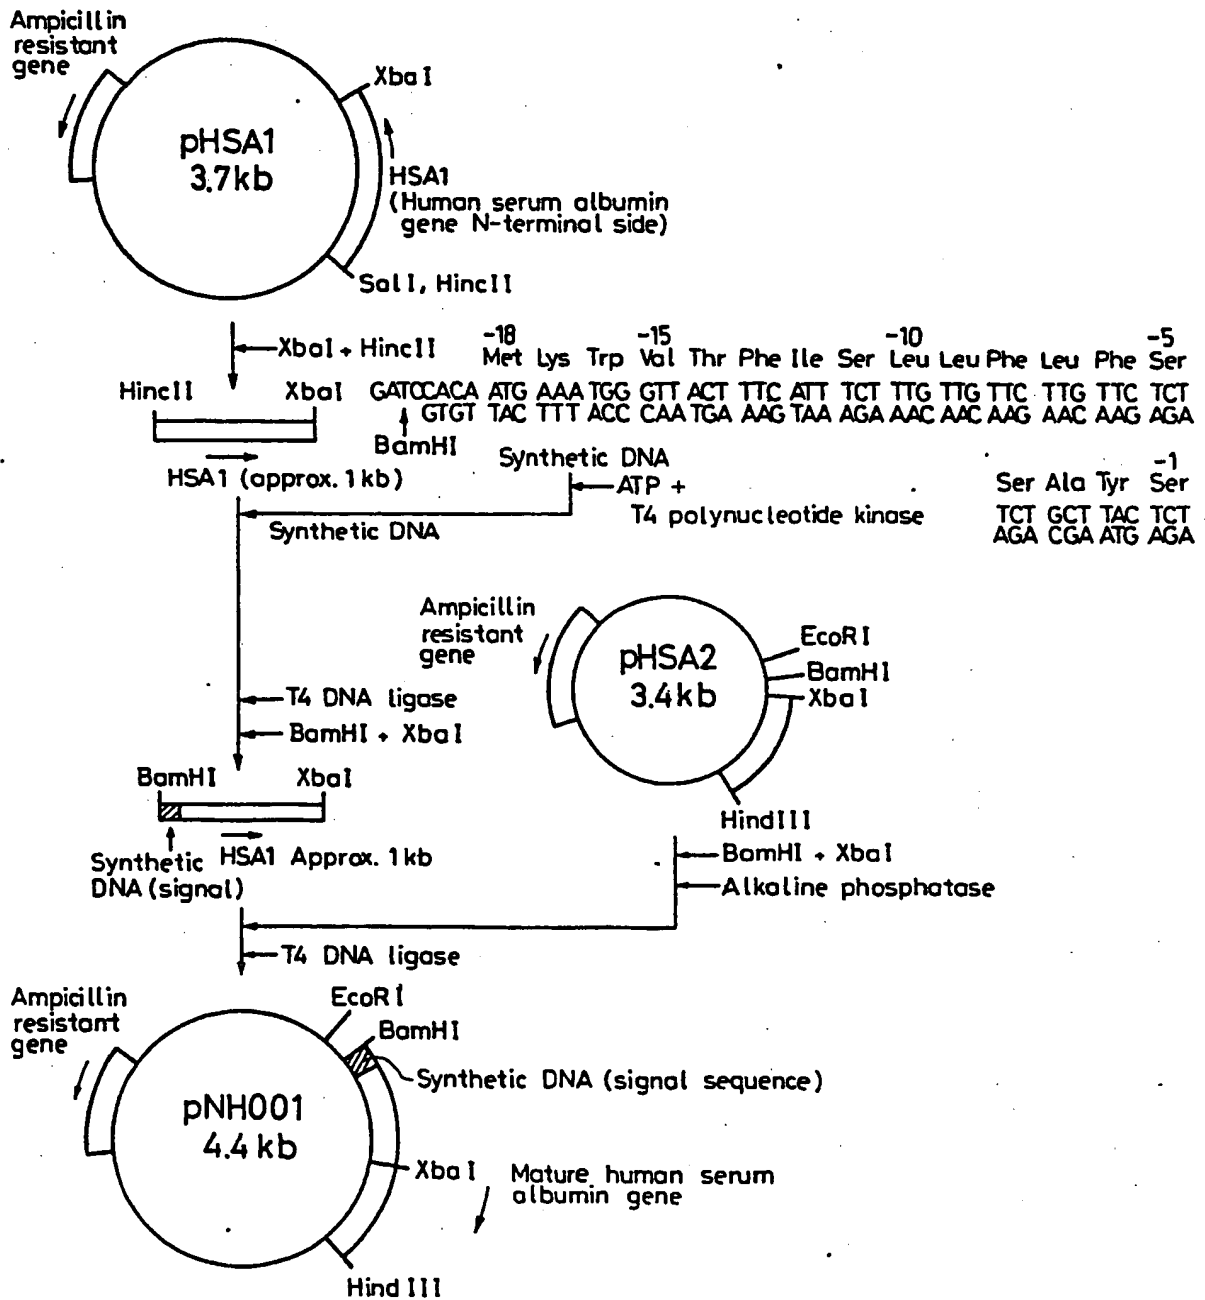 Ampicillin
resistant
gene
XbaI
pHSA1
3.7kb
HSA1
(Human serum albumin
gene N-terminal side)
SalI, HincII
XbaI + HincII
-18 -15 -10 -5
Met Lys Trp Val Thr Phe Ile Ser Leu Leu Phe Leu Phe Ser
GATCCACA ATG AAA TGG GTT ACT TTC ATT TCT TTG TTG TTC TTG TTC TCT
GTGT TAC TTT ACC CAA TGA AAG TAA AGA AAC AAC AAG AAC AAG AGA
HincII XbaI
BamHI
HSA1 (approx. 1kb)
Synthetic DNA
ATP +
T4 polynucleotide kinase
-1
Ser Ala Tyr Ser
TCT GCT TAC TCT
AGA CGA ATG AGA
Synthetic DNA
Ampicillin
resistant
gene
EcoRI
BamHI
XbaI
pHSA2
3.4kb
HindIII
T4 DNA ligase
BamHI + XbaI
BamHI XbaI
Synthetic
DNA (signal)
HSA1 Approx. 1kb
BamHI + XbaI
Alkaline phosphatase
T4 DNA ligase
Ampicillin
resistant
gene
EcoRI
BamHI
Synthetic DNA (signal sequence)
pNH001
4.4kb
XbaI
Mature human serum
albumin gene
Hind III